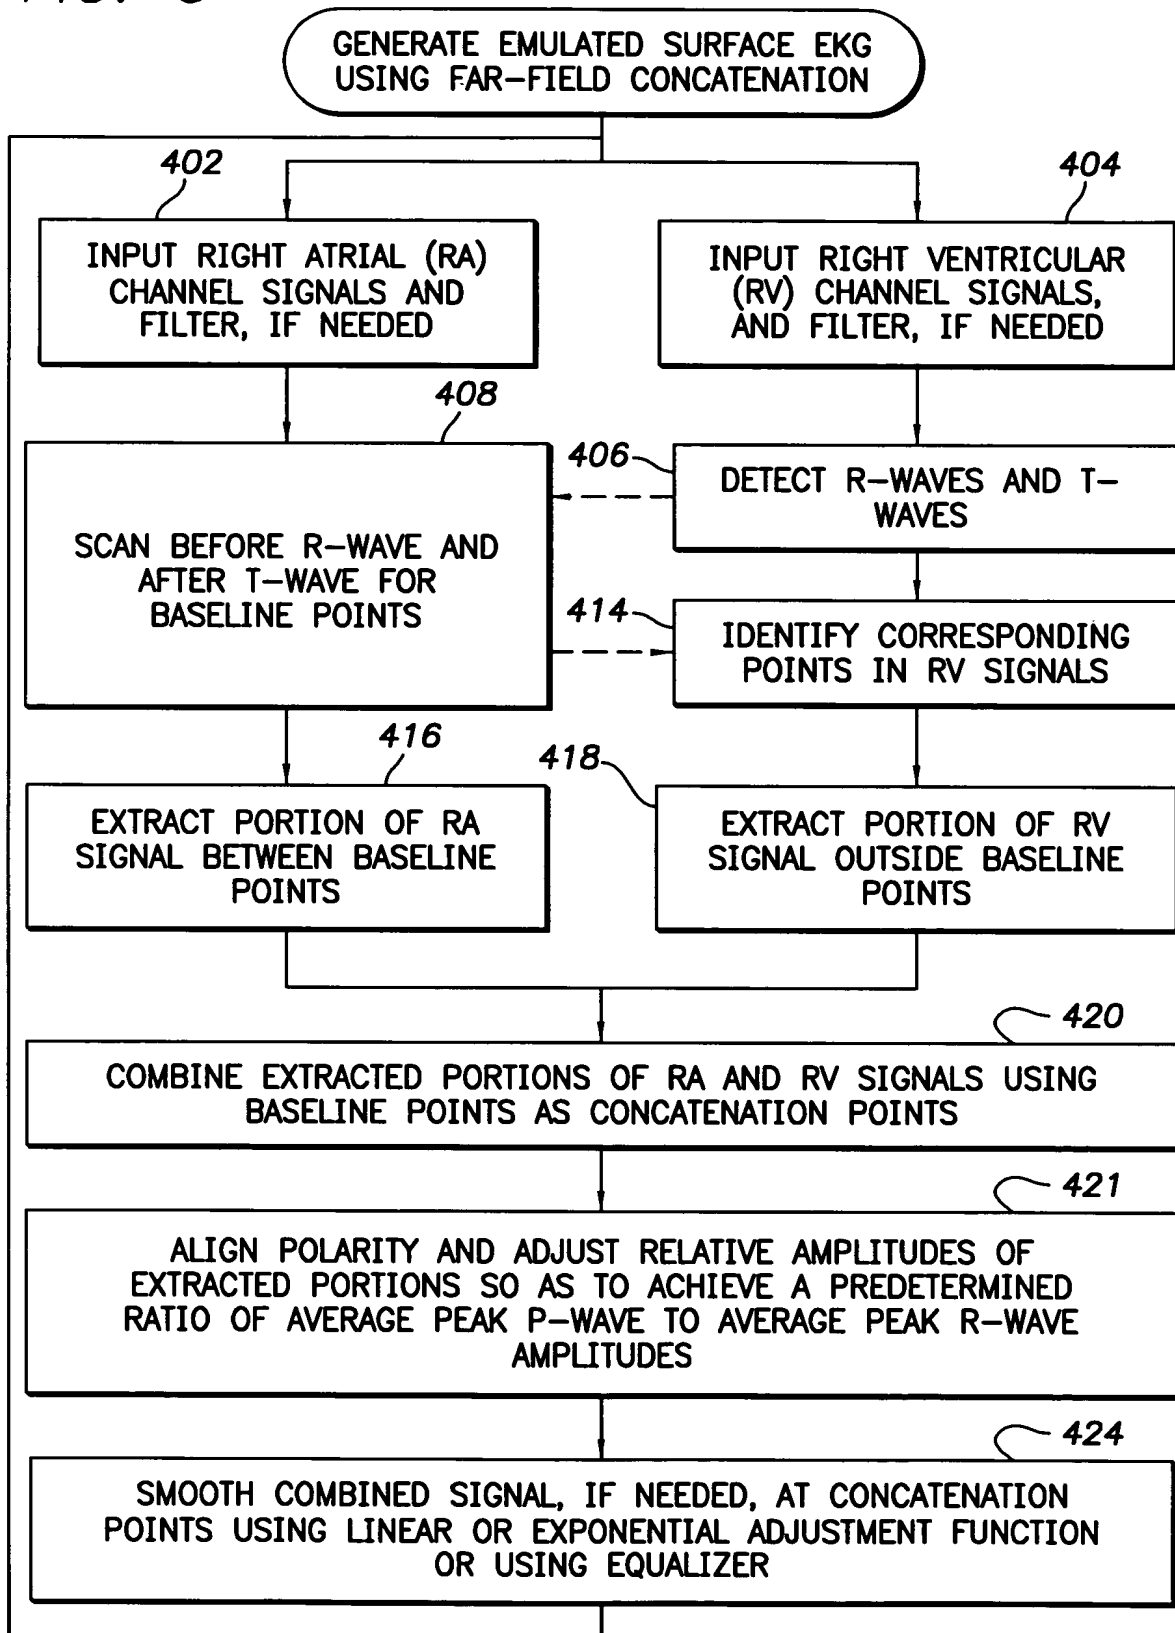 GENERATE EMULATED SURFACE EKG
USING FAR-FIELD CONCATENATION
402
404
INPUT RIGHT ATRIAL (RA)
CHANNEL SIGNALS AND
FILTER, IF NEEDED
INPUT RIGHT VENTRICULAR
(RV) CHANNEL SIGNALS,
AND FILTER, IF NEEDED
408
406
SCAN BEFORE R-WAVE AND
AFTER T-WAVE FOR
BASELINE POINTS
DETECT R-WAVES AND T-
WAVES
414
IDENTIFY CORRESPONDING
POINTS IN RV SIGNALS
416
418
EXTRACT PORTION OF RA
SIGNAL BETWEEN BASELINE
POINTS
EXTRACT PORTION OF RV
SIGNAL OUTSIDE BASELINE
POINTS
420
COMBINE EXTRACTED PORTIONS OF RA AND RV SIGNALS USING
BASELINE POINTS AS CONCATENATION POINTS
421
ALIGN POLARITY AND ADJUST RELATIVE AMPLITUDES OF
EXTRACTED PORTIONS SO AS TO ACHIEVE A PREDETERMINED
RATIO OF AVERAGE PEAK P-WAVE TO AVERAGE PEAK R-WAVE
AMPLITUDES
424
SMOOTH COMBINED SIGNAL, IF NEEDED, AT CONCATENATION
POINTS USING LINEAR OR EXPONENTIAL ADJUSTMENT FUNCTION
OR USING EQUALIZER